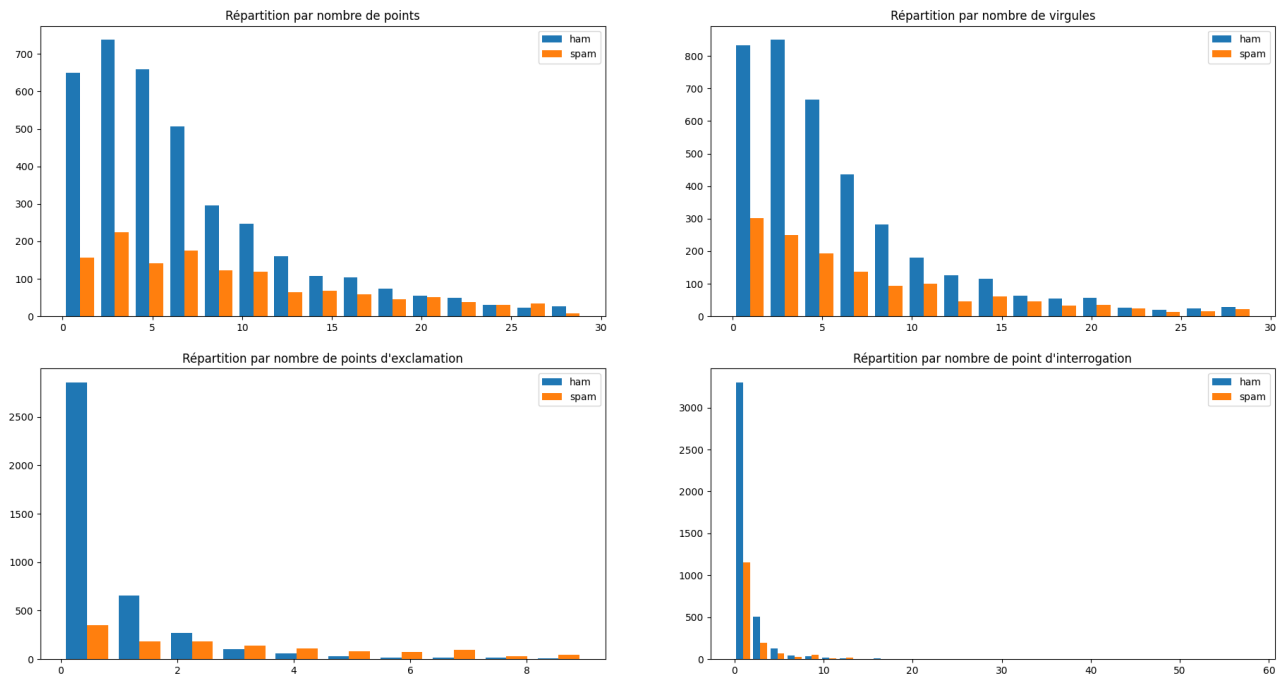 Répartition par nombre de points
ham
spam
700
600
500
400
300
200
100
0
0 5 10 15 20 25 30
Répartition par nombre de virgules
ham
spam
800
700
600
500
400
300
200
100
0
0 5 10 15 20 25 30
Répartition par nombre de points d'exclamation
ham
spam
2500
2000
1500
1000
500
0
0 2 4 6 8
Répartition par nombre de point d'interrogation
ham
spam
3000
2500
2000
1500
1000
500
0
0 10 20 30 40 50 60